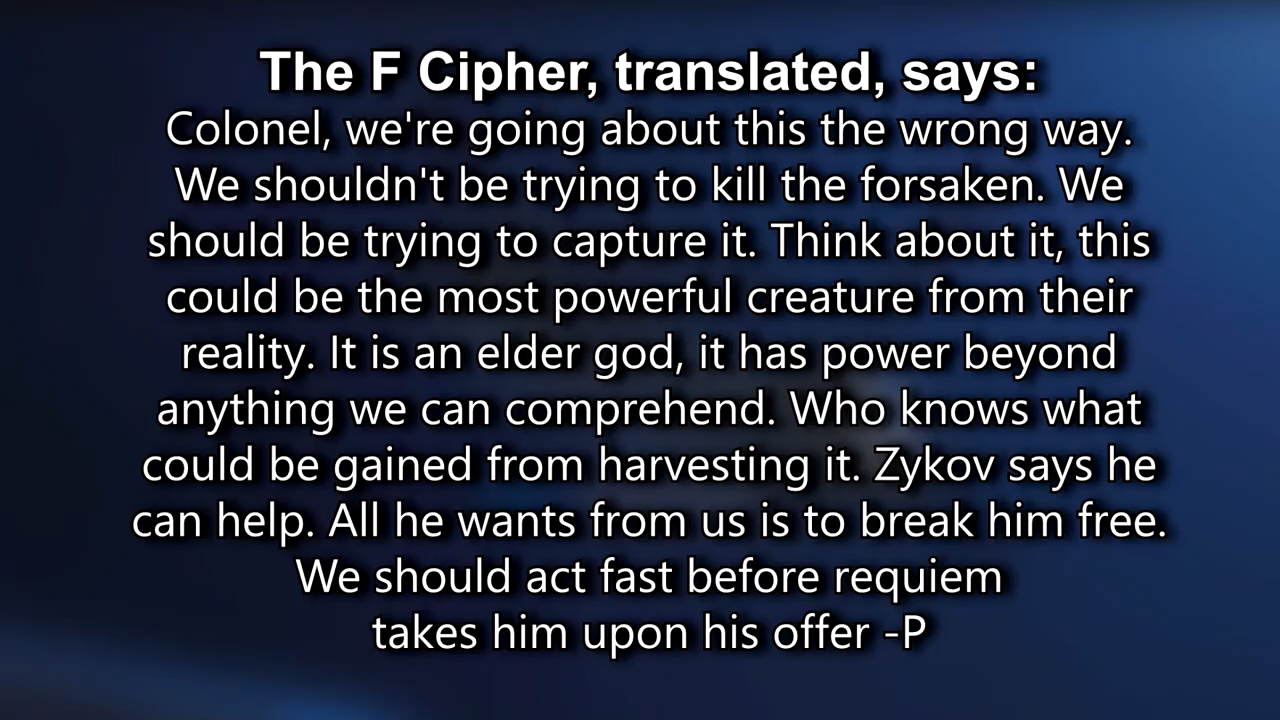 The F Cipher, translated, says:
Colonel, we're going about this the wrong way.
We shouldn't be trying to kill the forsaken. We
should be trying to capture it. Think about it, this
could be the most powerful creature from their
reality. It is an elder god, it has power beyond
anything we can comprehend. Who knows what
could be gained from harvesting it. Zykov says he
can help. All he wants from us is to break him free.
We should act fast before requiem
takes him upon his offer -P